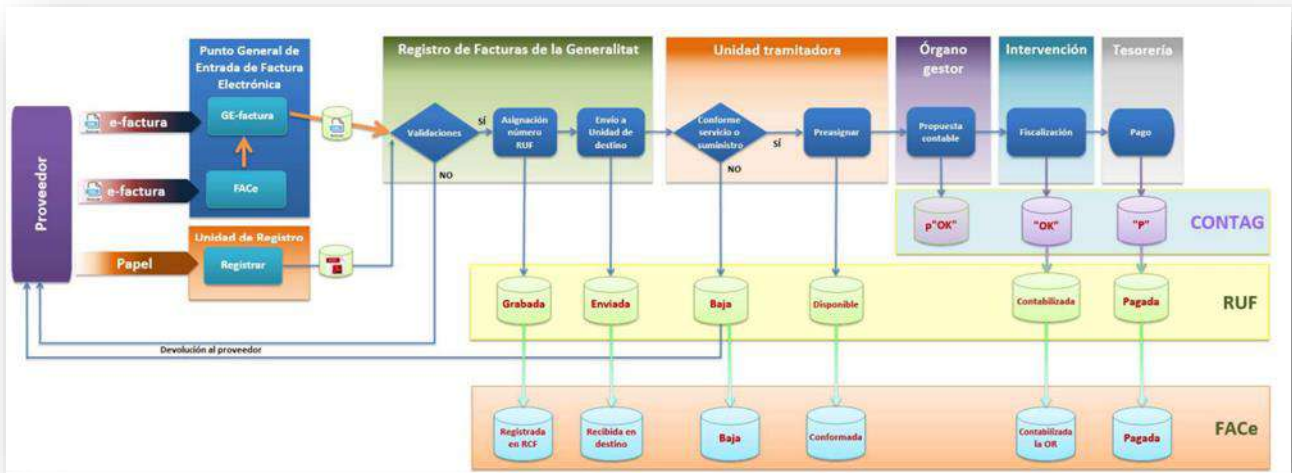 Punto General de
Entrada de Factura
Electrónica
Registro de Facturas de la Generalitat
Unidad tramitadora
Órgano
gestor
Intervención
Tesorería
Proveedor
e-factura
GE-factura
Validaciones
SÍ
Asignación
número
RUF
Envío a
Unidad de
destino
Conforme
servicio o
suministro
SÍ
Preasignar
Propuesta
contable
Fiscalización
Pago
NO
NO
e-factura
FACe
Unidad de Registro
Papel
Registrar
p"OK"
"OK"
"P"
CONTAG
Grabada
Enviada
Baja
Disponible
Contabilizada
Pagada
RUF
Devolución al proveedor
Registrada
en RCF
Recibida en
destino
Baja
Conformada
Contabilizada
la OR
Pagada
FACe